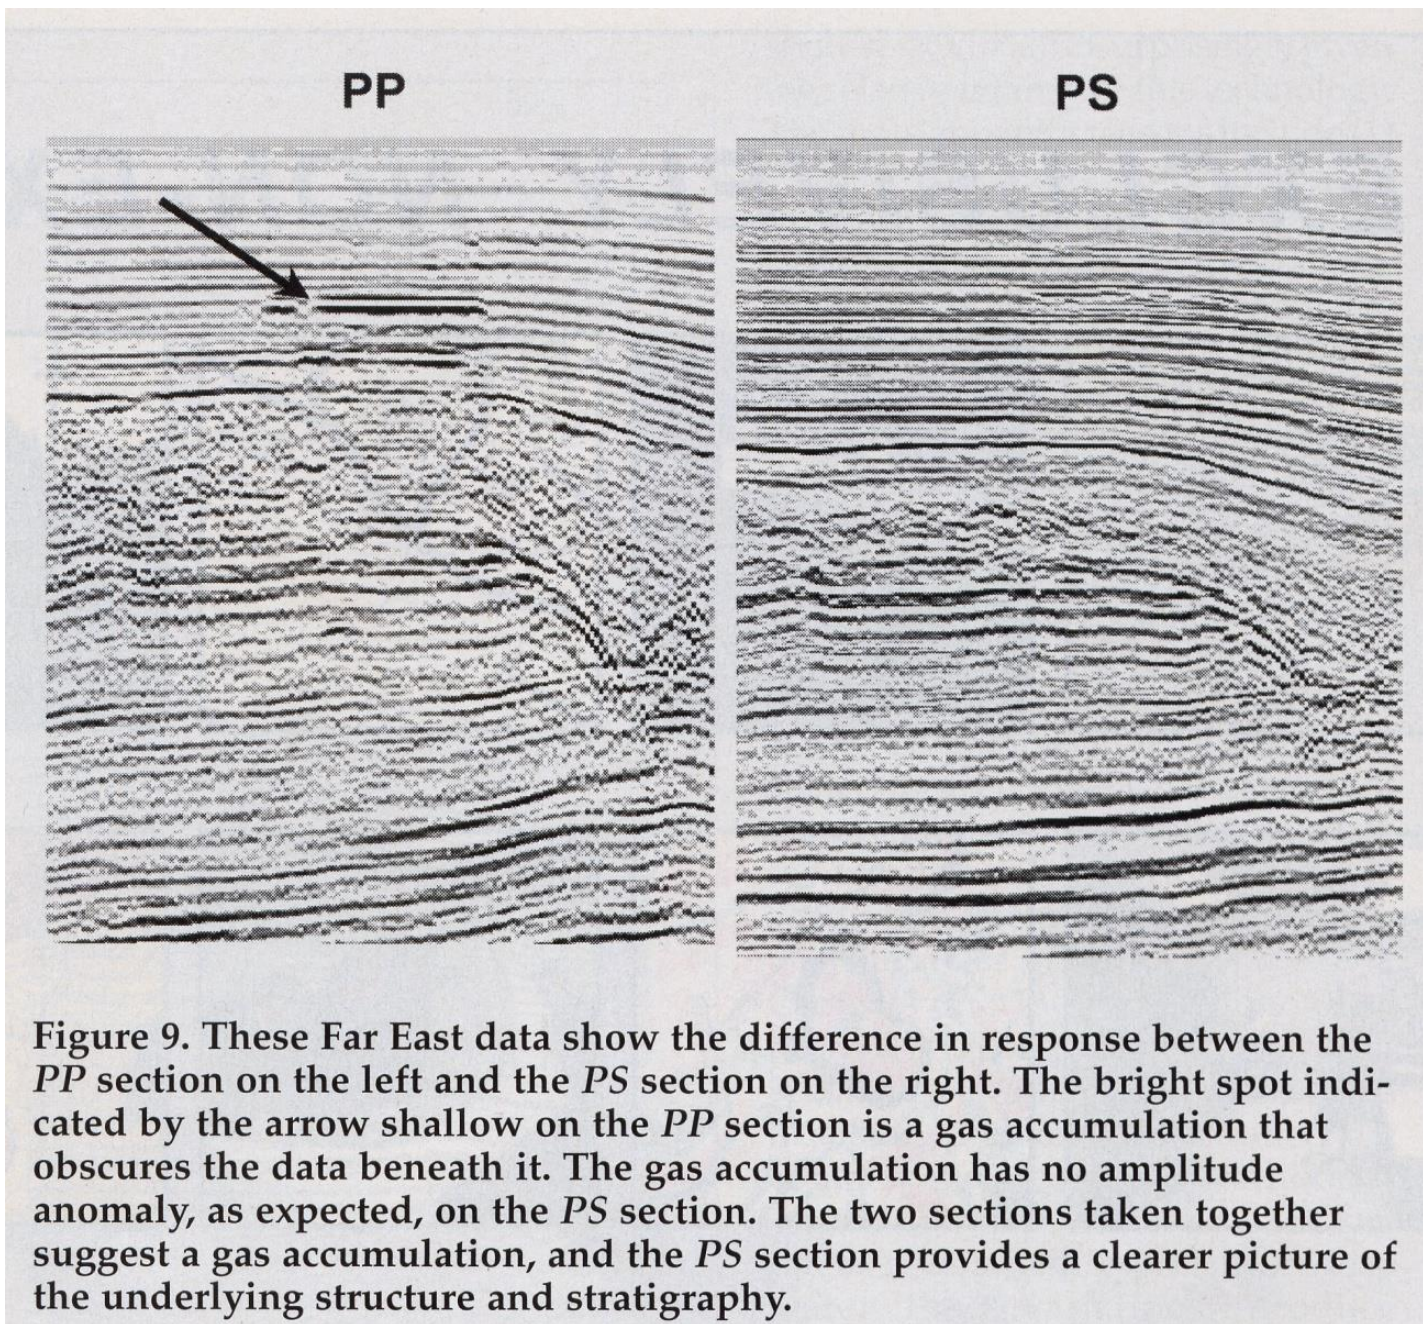 PP
PS
Figure 9. These Far East data show the difference in response between the
PP section on the left and the PS section on the right. The bright spot indi-
cated by the arrow shallow on the PP section is a gas accumulation that
obscures the data beneath it. The gas accumulation has no amplitude
anomaly, as expected, on the PS section. The two sections taken together
suggest a gas accumulation, and the PS section provides a clearer picture of
the underlying structure and stratigraphy.